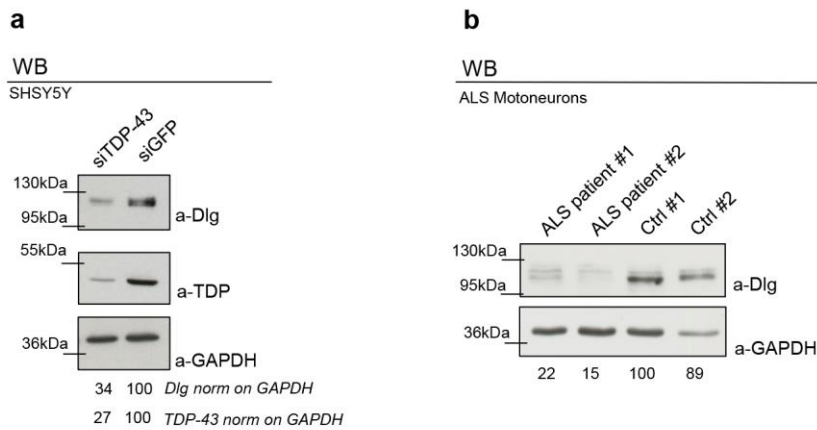 a
WB
SHSY5Y
siTDP-43 siGFP
130kDa
95kDa
a-Dlg
55kDa
a-TDP
36kDa
a-GAPDH
34 100 Dlg norm on GAPDH
27 100 TDP-43 norm on GAPDH
b
WB
ALS Motoneurons
ALS patient #1 ALS patient #2 Ctrl #1 Ctrl #2
130kDa
95kDa
a-Dlg
36kDa
a-GAPDH
22 15 100 89